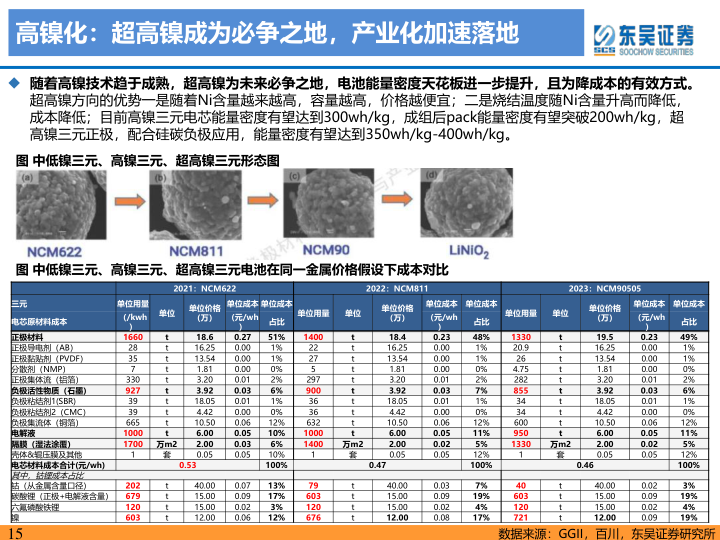 高镍化：超高镍成为必争之地，产业化加速落地
东吴证券
SCS SOOCHOW SECURITIES
◆ 随着高镍技术趋于成熟，超高镍为未来必争之地，电池能量密度天花板进一步提升，且为降成本的有效方式。
超高镍方向的优势一是随着Ni含量越来越高，容量越高，价格越便宜；二是烧结温度随Ni含量升高而降低，
成本降低；目前高镍三元电芯能量密度有望达到300wh/kg，成组后pack能量密度有望突破200wh/kg，超
高镍三元正极，配合硅碳负极应用，能量密度有望达到350wh/kg-400wh/kg。
图 中低镍三元、高镍三元、超高镍三元形态图
(a) (b) (c) (d)
NCM622 NCM811 NCM90 LiNiO2
图 中低镍三元、高镍三元、超高镍三元电池在同一金属价格假设下成本对比
2021：NCM622 2022：NCM811 2023：NCM90505
三元 电芯原材料成本 单位用量（/kwh） 单位 单位价格（万） 单位成本（元/wh） 单位成本占比 单位用量 单位 单位价格（万） 单位成本（元/wh） 单位成本占比 单位用量 单位 单位价格（万） 单位成本（元/wh） 单位成本占比
正极材料 1660 t 18.6 0.27 51% 1400 t 18.4 0.23 48% 1330 t 19.5 0.23 49%
正极导电剂（AB） 28 t 16.25 0.00 1% 22 t 16.25 0.00 1% 20.9 t 16.25 0.00 1%
正极黏贴剂（PVDF） 35 t 13.54 0.00 1% 27 t 13.54 0.00 1% 26 t 13.54 0.00 1%
分散剂（NMP） 7 t 1.81 0.00 0% 5 t 1.81 0.00 0% 4.75 t 1.81 0.00 0%
正极集流体（铝箔） 330 t 3.20 0.01 2% 297 t 3.20 0.01 2% 282 t 3.20 0.01 2%
负极活性物质（石墨） 927 t 3.92 0.03 6% 900 t 3.92 0.03 7% 855 t 3.92 0.03 6%
负极粘结剂1(SBR) 39 t 18.05 0.01 1% 36 t 18.05 0.01 1% 34 t 18.05 0.01 1%
负极粘结剂2（CMC） 39 t 4.42 0.00 0% 36 t 4.42 0.00 0% 34 t 4.42 0.00 0%
负极集流体（铜箔） 665 t 10.50 0.06 12% 632 t 10.50 0.06 12% 600 t 10.50 0.06 12%
电解液 1000 t 6.00 0.05 10% 1000 t 6.00 0.05 11% 950 t 6.00 0.05 11%
隔膜（湿法涂覆） 1700 万m2 2.00 0.03 6% 1400 万m2 2.00 0.02 5% 1330 万m2 2.00 0.02 5%
壳体&辊压膜及其他 1 套 0.05 0.05 10% 1 套 0.05 0.05 12% 1 套 0.05 0.05 12%
电芯材料成本合计(元/wh) 0.53 100% 0.47 100% 0.46 100%
其中，钴锂成本占比
钴（从金属含量口径） 202 t 40.00 0.07 13% 79 t 40.00 0.03 7% 40 t 40.00 0.02 3%
碳酸锂（正极+电解液含量） 679 t 15.00 0.09 17% 603 t 15.00 0.09 19% 603 t 15.00 0.09 19%
六氟磷酸铁锂 120 t 15.00 0.02 3% 120 t 15.00 0.02 4% 120 t 15.00 0.02 4%
镍 603 t 12.00 0.06 12% 676 t 12.00 0.08 17% 721 t 12.00 0.09 19%
15 数据来源：GGII，百川，东吴证券研究所